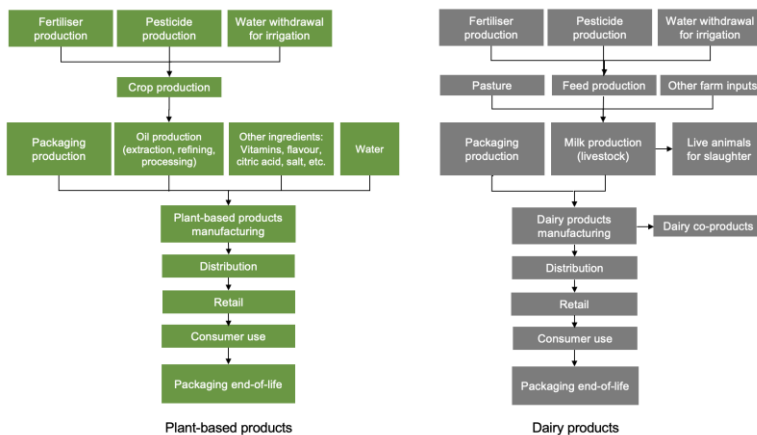 Fertiliser
production
Pesticide
production
Water withdrawal
for irrigation
Crop production
Packaging
production
Oil production
(extraction, refining,
processing)
Other ingredients:
Vitamins, flavour,
citric acid, salt, etc.
Water
Plant-based products
manufacturing
Distribution
Retail
Consumer use
Packaging end-of-life
Plant-based products
Fertiliser
production
Pesticide
production
Water withdrawal
for irrigation
Pasture
Feed production
Other farm inputs
Packaging
production
Milk production
(livestock)
Live animals
for slaughter
Dairy products
manufacturing
Dairy co-products
Distribution
Retail
Consumer use
Packaging end-of-life
Dairy products